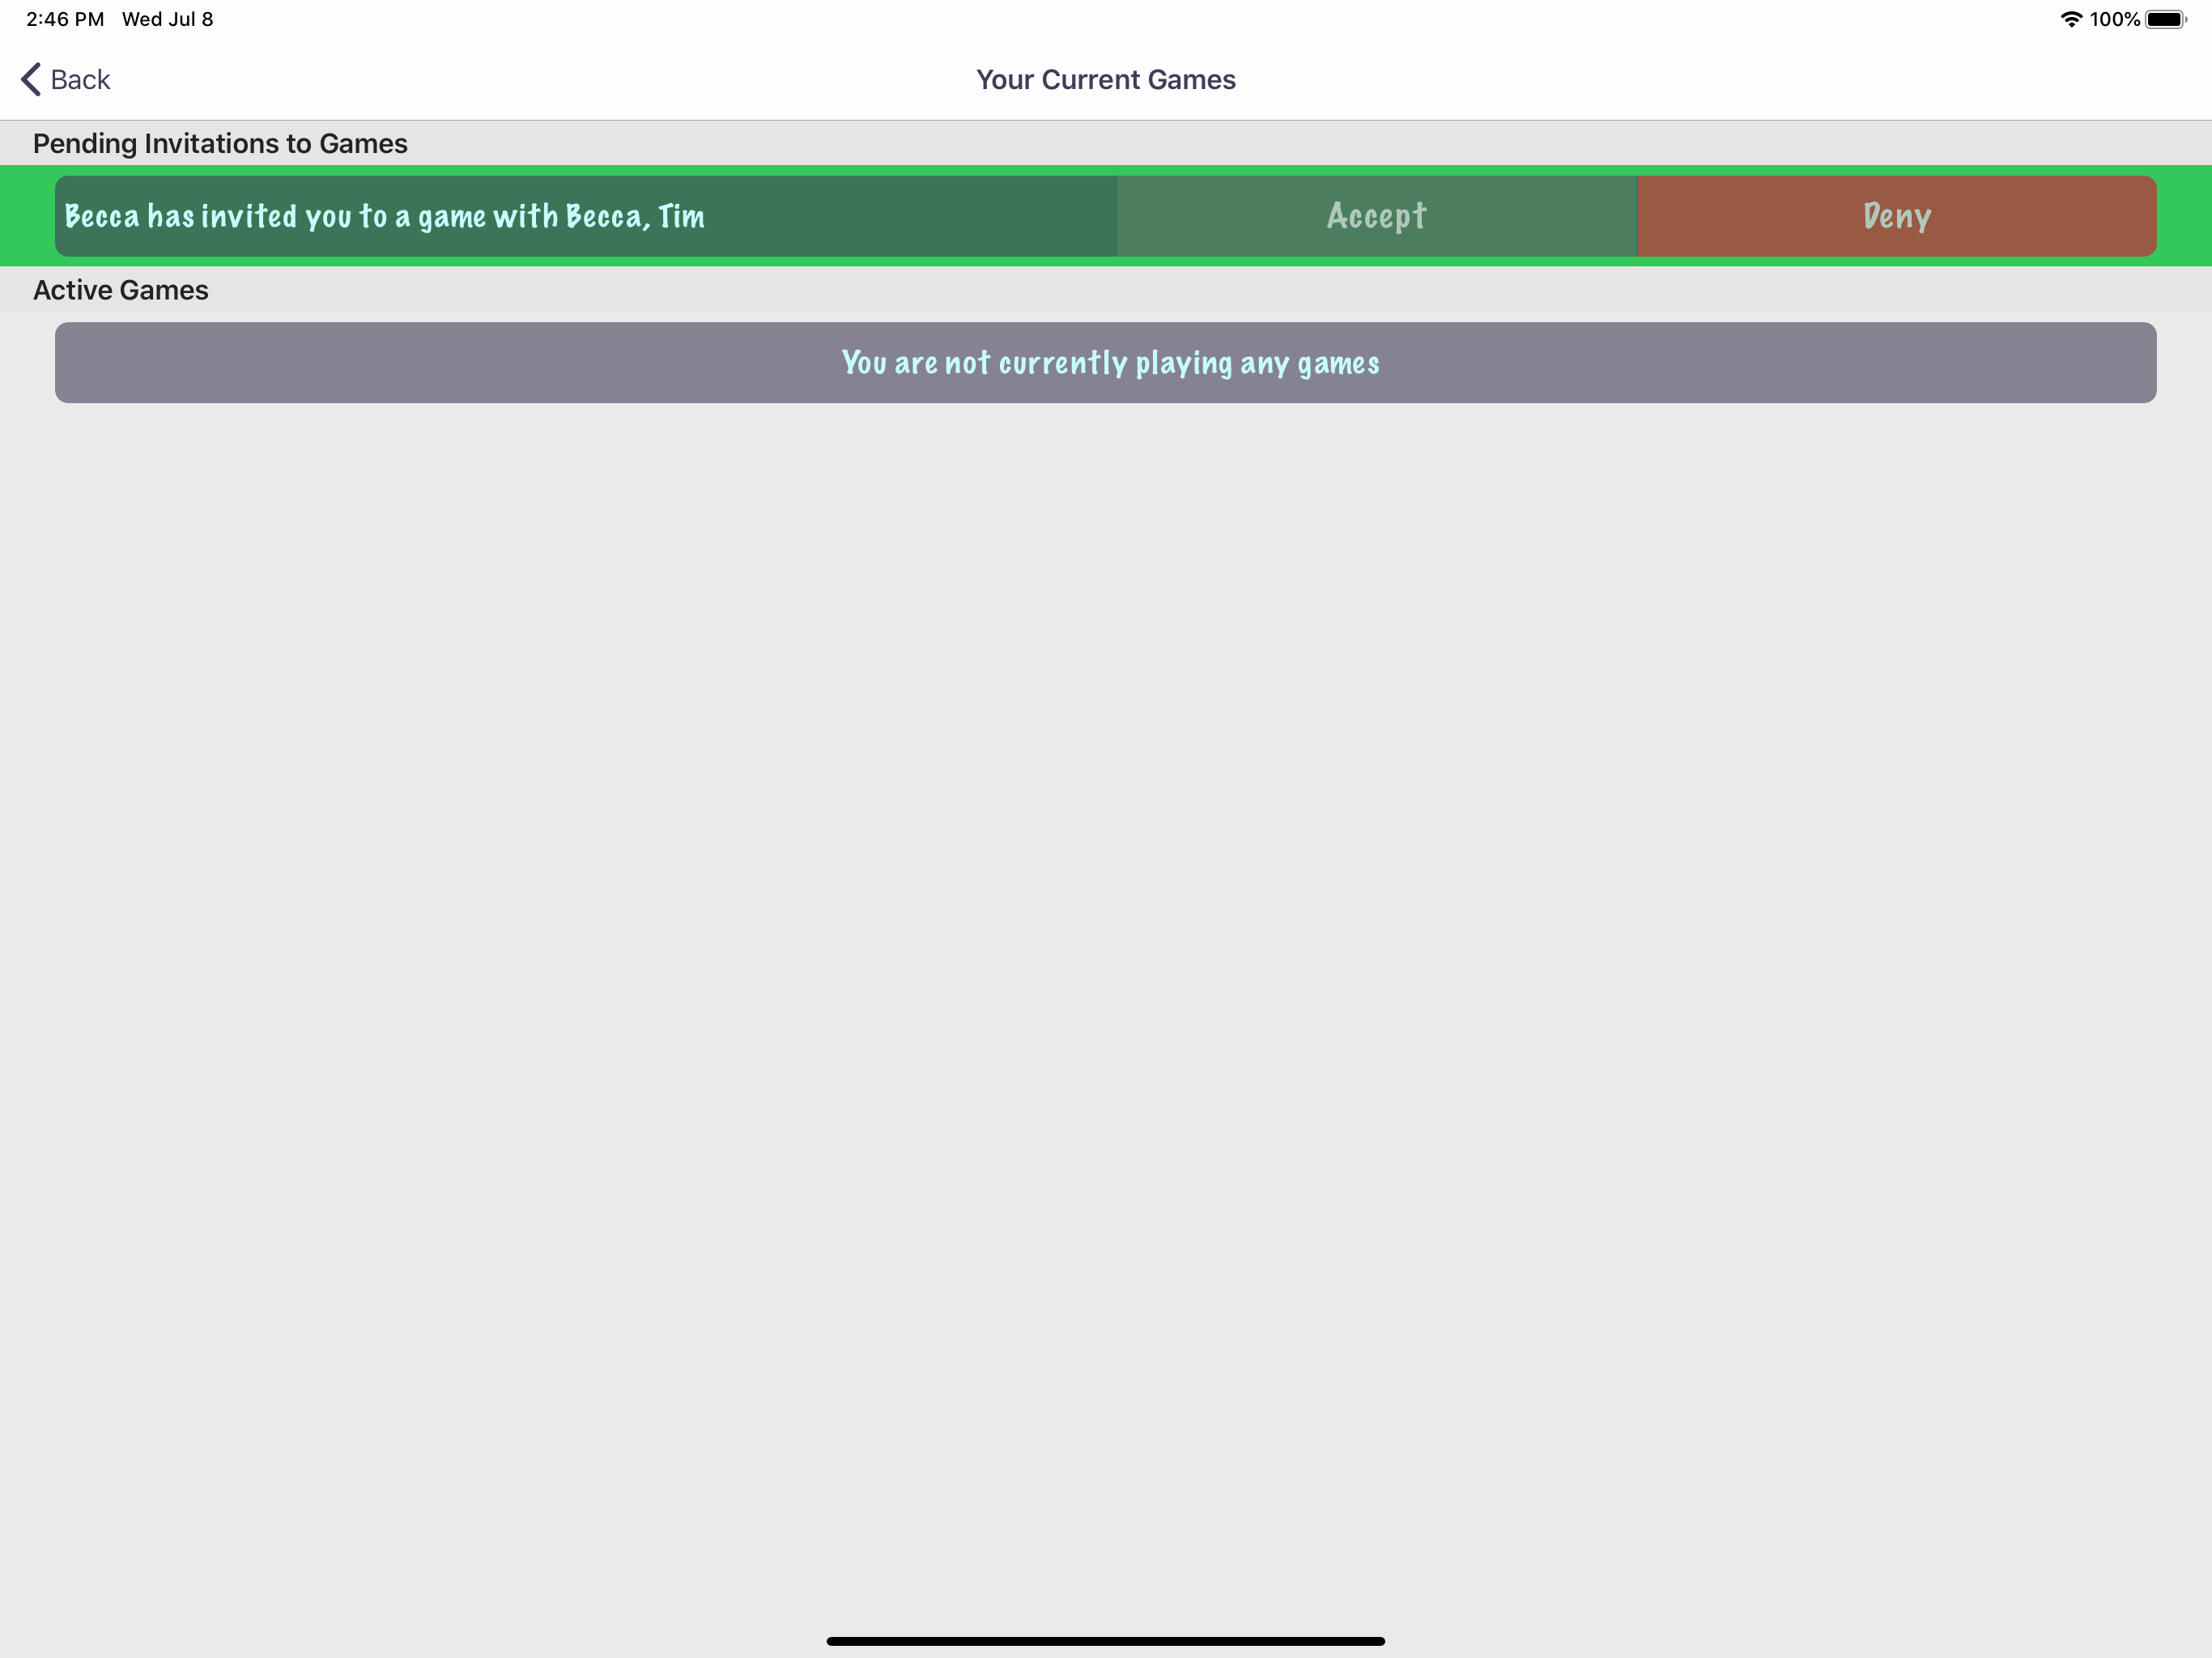 2:46 PM Wed Jul 8 100%
Back Your Current Games
Pending Invitations to Games
Becca has invited you to a game with Becca, Tim Accept Deny
Active Games
You are not currently playing any games